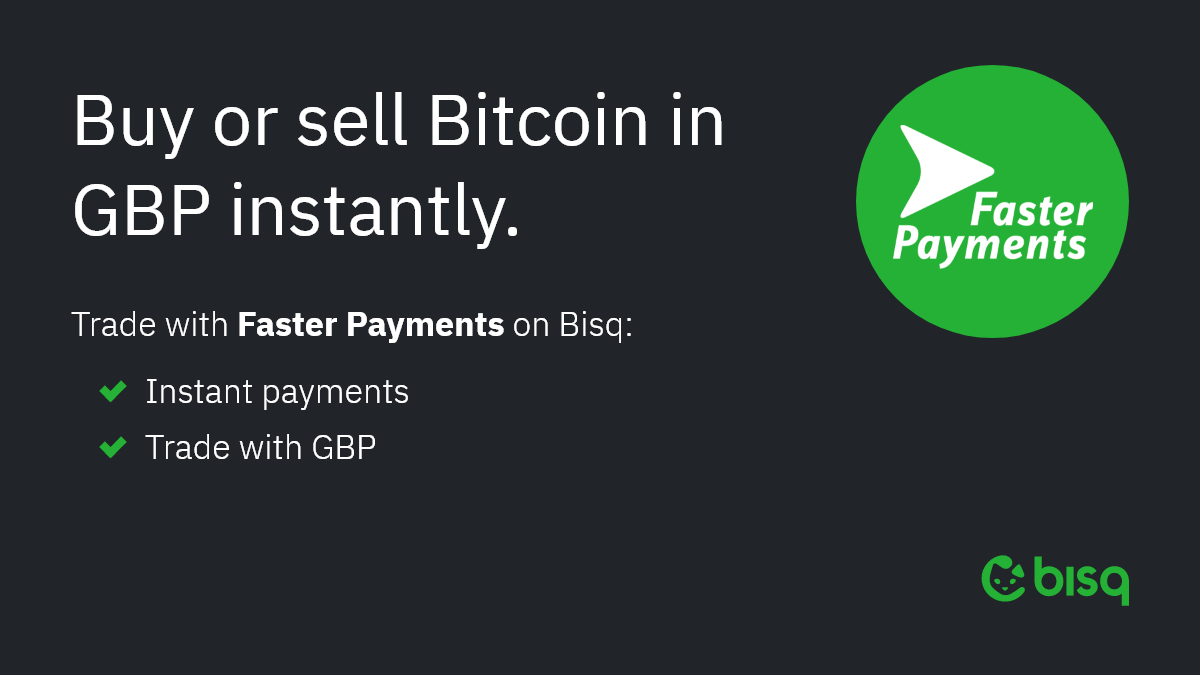 Buy or sell Bitcoin in
GBP instantly.
Faster
Payments
Trade with Faster Payments on Bisq:
Instant payments
Trade with GBP
bisq